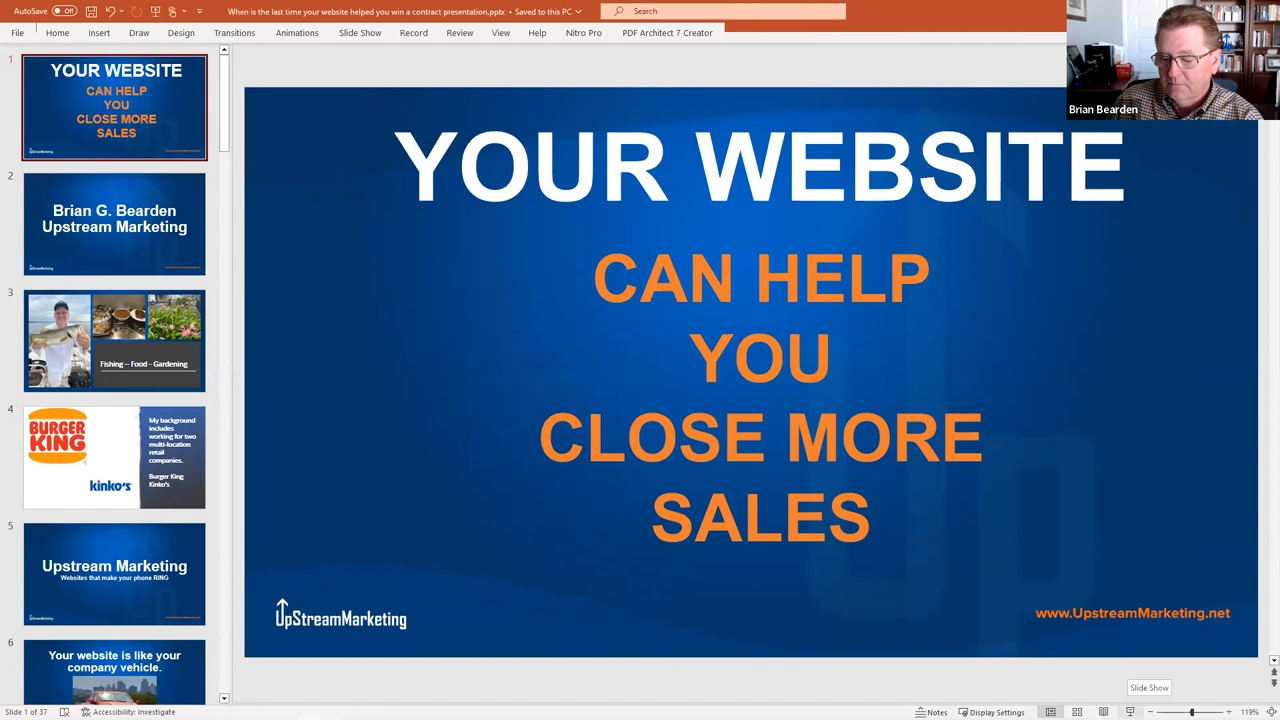 AutoSave Off
When is the last time your website helped you win a contract presentation.pptx • Saved to this PC
Search
File Home Insert Draw Design Transitions Animations Slide Show Record Review View Help Nitro Pro PDF Architect 7 Creator
Brian Bearden
1
YOUR WEBSITE
CAN HELP
YOU
CLOSE MORE
SALES
2
Brian G. Bearden
Upstream Marketing
3
Fishing – Food - Gardening
4
BURGER
KING
kinko's
My background
includes
working for two
multi-location
retail
companies.
Burger King
Kinko's
5
Upstream Marketing
Websites that make your phone RING
6
Your website is like your
company vehicle.
YOUR WEBSITE
CAN HELP
YOU
CLOSE MORE
SALES
UpStreamMarketing
www.UpstreamMarketing.net
Slide Show
Slide 1 of 37
Accessibility: Investigate
Notes
Display Settings
119%